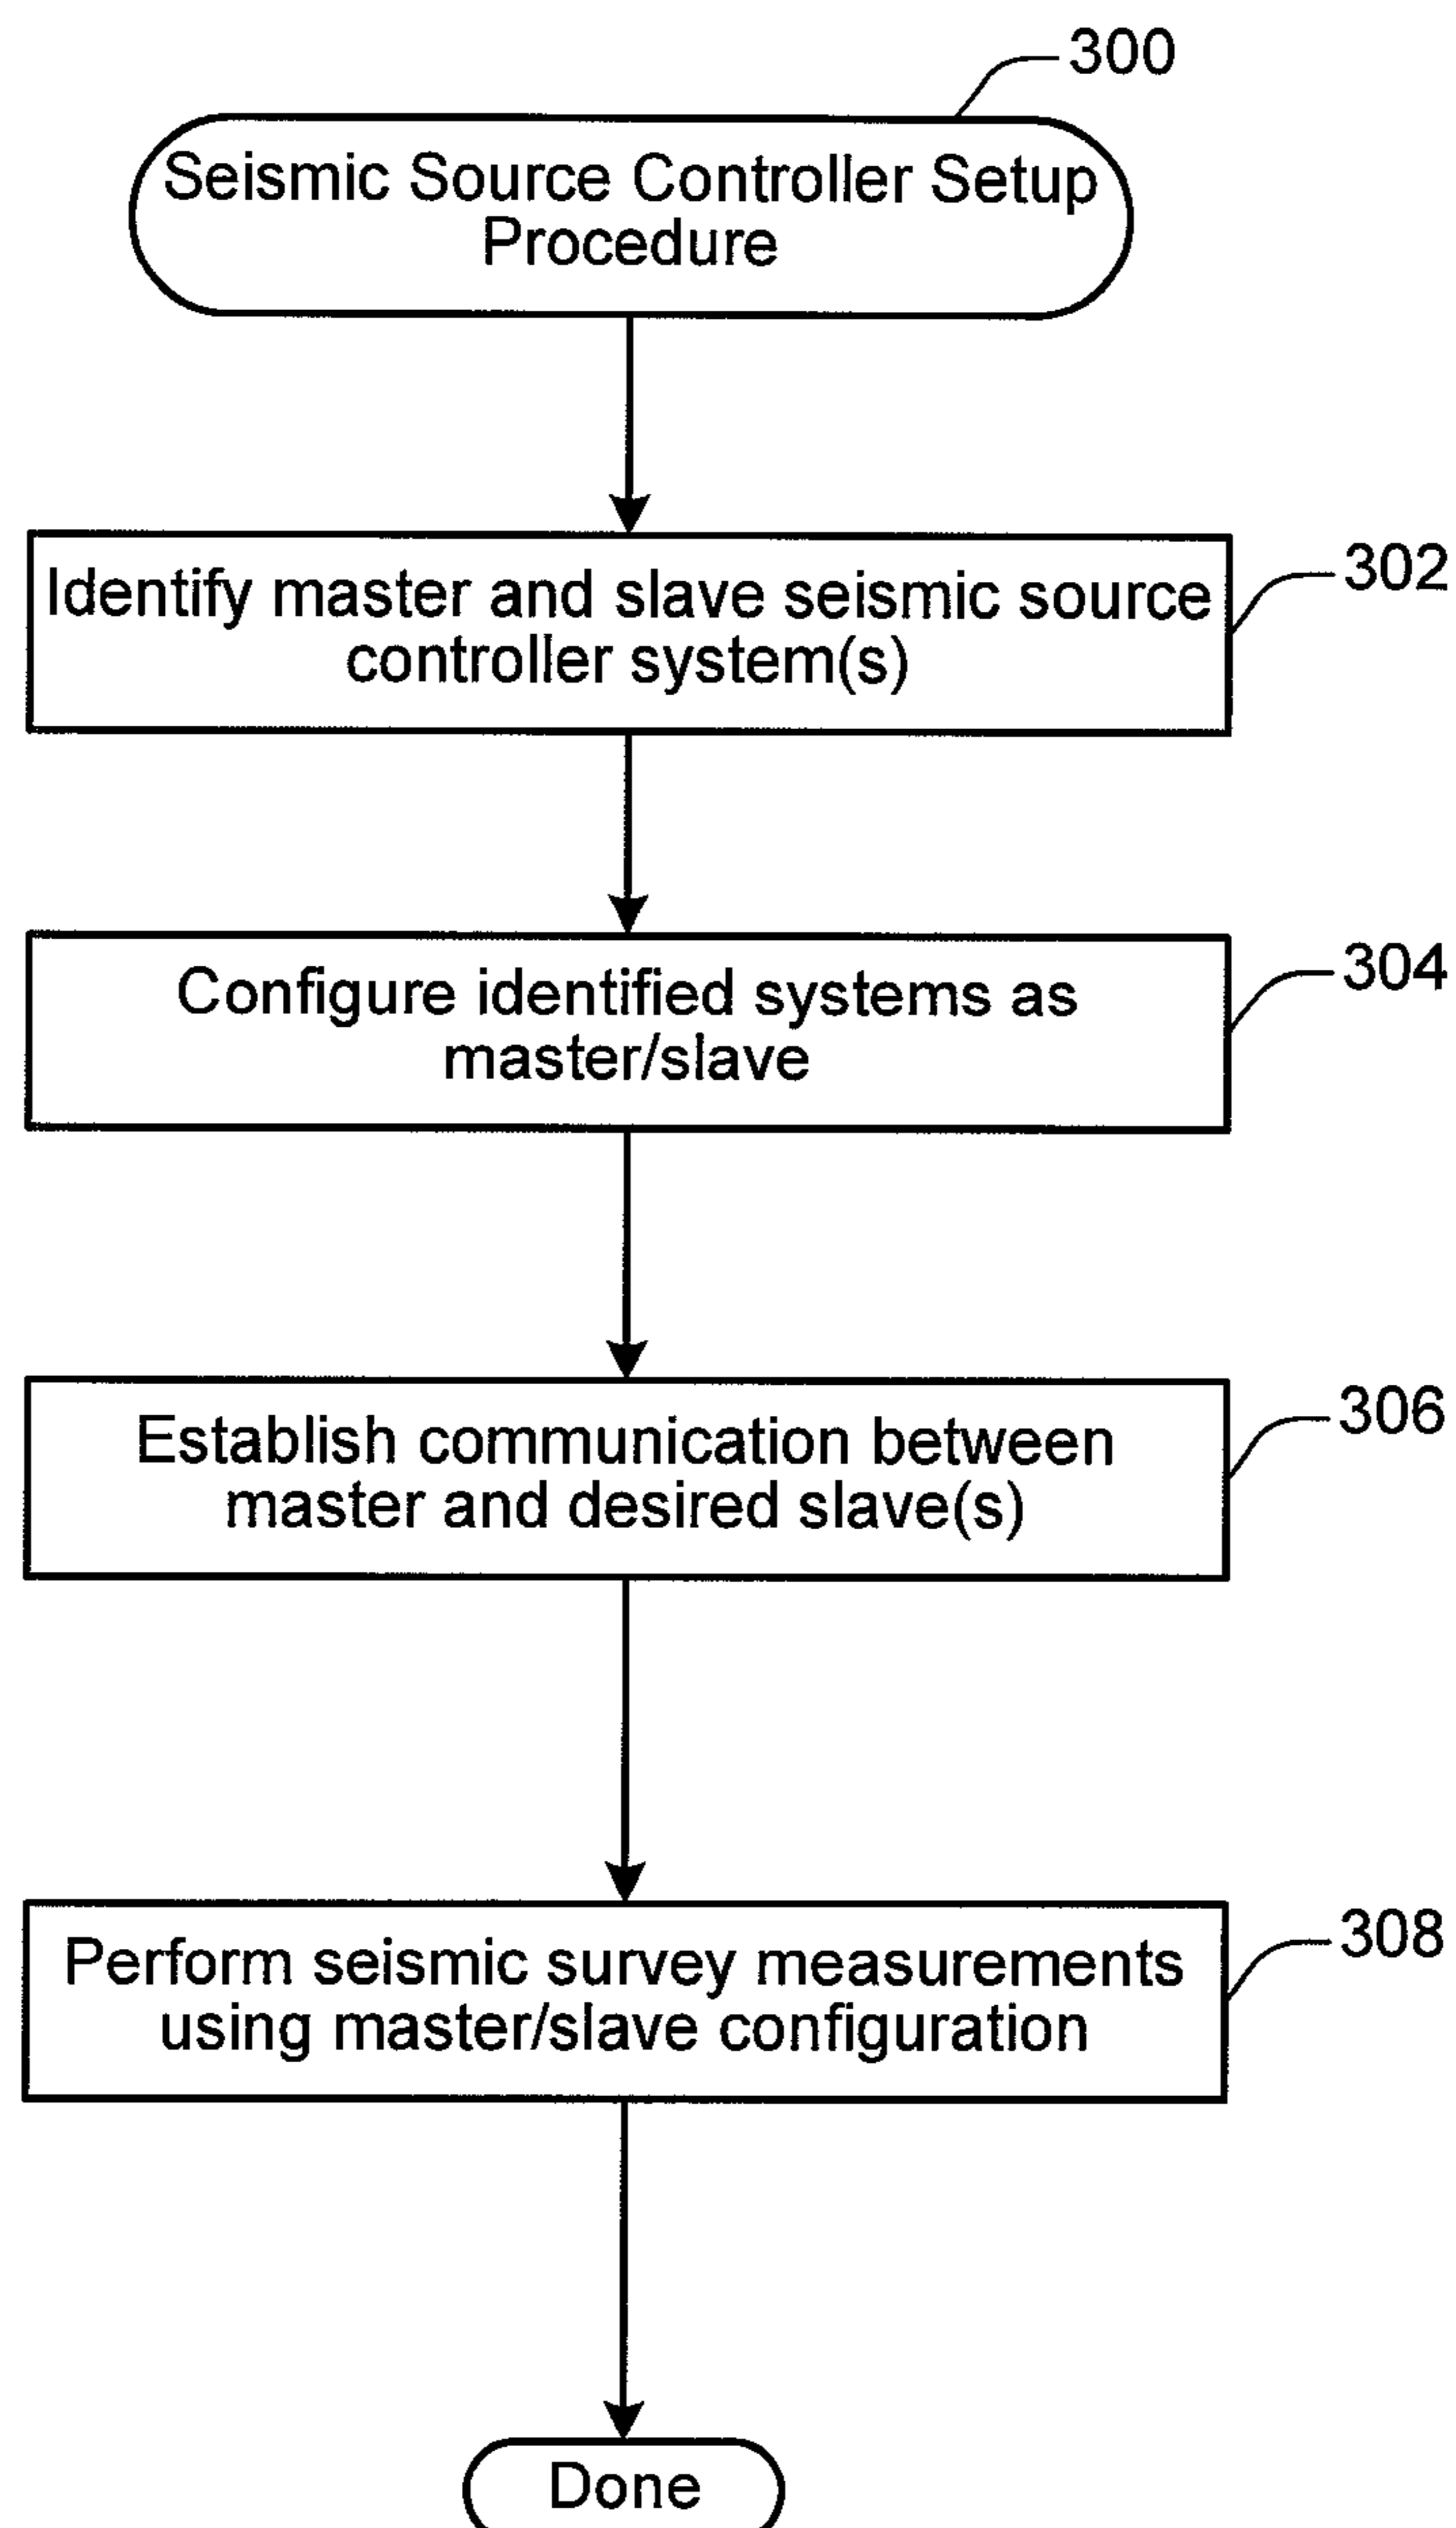 300
Seismic Source Controller Setup
Procedure
302
Identify master and slave seismic source
controller system(s)
304
Configure identified systems as
master/slave
306
Establish communication between
master and desired slave(s)
308
Perform seismic survey measurements
using master/slave configuration
Done